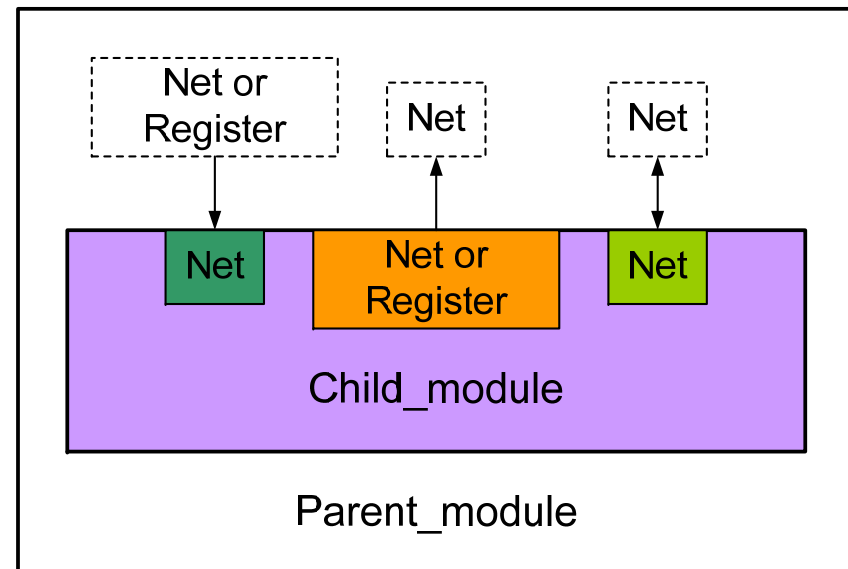 Net or
Register
Net
Net
Net
Net or
Register
Net
Child_module
Parent_module